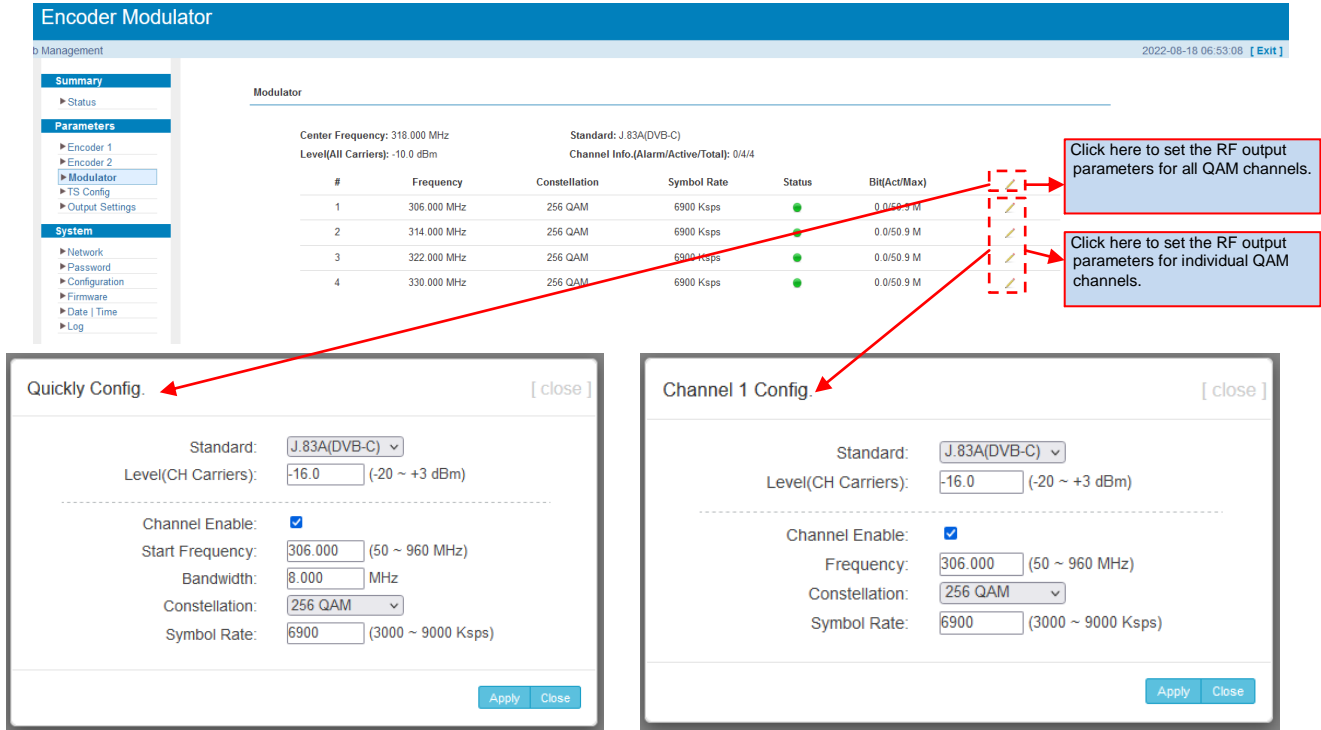 Encoder Modulator
b Management
2022-08-18 06:53:08 [ Exit ]
Summary
Status
Parameters
Encoder 1
Encoder 2
Modulator
TS Config
Output Settings
System
Network
Password
Configuration
Firmware
Date | Time
Log
Modulator
Center Frequency: 318.000 MHz Standard: J.83A(DVB-C)
Level(All Carriers): -10.0 dBm Channel Info.(Alarm/Active/Total): 0/4/4
# Frequency Constellation Symbol Rate Status Bit(Act/Max)
1 306.000 MHz 256 QAM 6900 Ksps 0.0/50.9 M
2 314.000 MHz 256 QAM 6900 Ksps 0.0/50.9 M
3 322.000 MHz 256 QAM 6900 Ksps 0.0/50.9 M
4 330.000 MHz 256 QAM 6900 Ksps 0.0/50.9 M
Click here to set the RF output
parameters for all QAM channels.
Click here to set the RF output
parameters for individual QAM
channels.
Quickly Config. [ close ]
Standard: J.83A(DVB-C)
Level(CH Carriers): -16.0 (-20 ~ +3 dBm)
Channel Enable:
Start Frequency: 306.000 (50 ~ 960 MHz)
Bandwidth: 8.000 MHz
Constellation: 256 QAM
Symbol Rate: 6900 (3000 ~ 9000 Ksps)
Apply Close
Channel 1 Config. [ close ]
Standard: J.83A(DVB-C)
Level(CH Carriers): -16.0 (-20 ~ +3 dBm)
Channel Enable:
Frequency: 306.000 (50 ~ 960 MHz)
Constellation: 256 QAM
Symbol Rate: 6900 (3000 ~ 9000 Ksps)
Apply Close